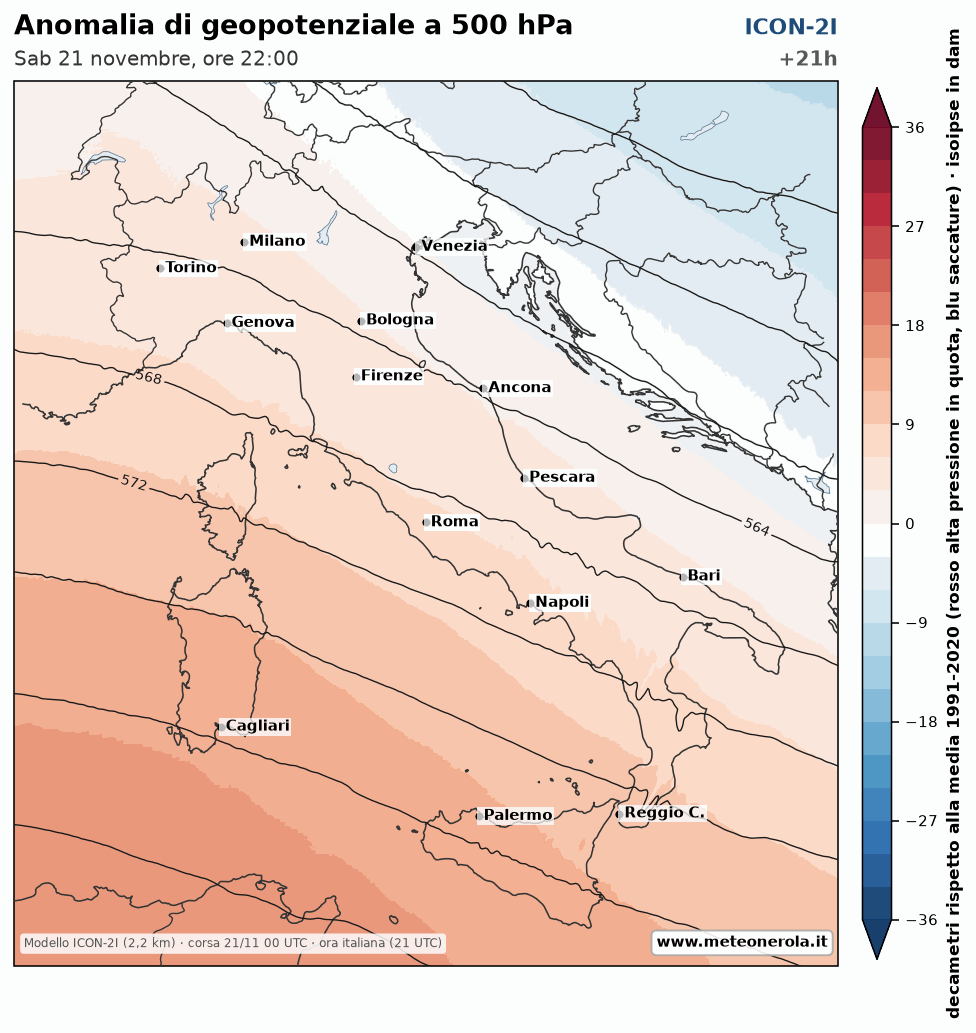 Anomalia di geopotenziale a 500 hPa
ICON-2I
Sab 21 novembre, ore 22:00
+21h
Milano
Venezia
Torino
Genova
Bologna
Firenze
568
Ancona
572
Pescara
Roma
564
Bari
Napoli
Cagliari
Palermo
Reggio C.
Modello ICON-2I (2,2 km) · corsa 21/11 00 UTC · ora italiana (21 UTC)
www.meteonerola.it
36
27
18
9
0
−9
−18
−27
−36
decametri rispetto alla media 1991-2020 (rosso alta pressione in quota, blu saccature) · isoipse in dam